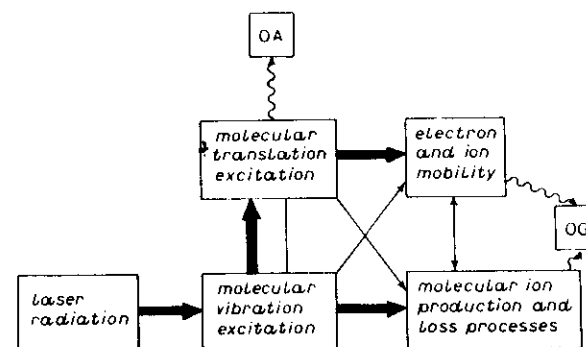 OA
molecular
translation
excitation
electron
and ion
mobility
OG
laser
radiation
molecular
vibration
excitation
molecular ion
production and
loss processes